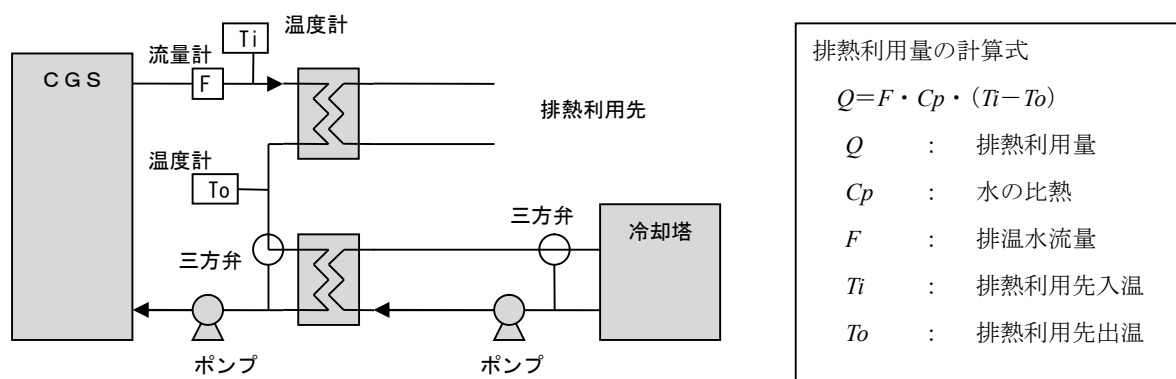 温度計
Ti
流量計
CGS
F
排熱利用先
温度計
To
三方弁
冷却塔
三方弁
ポンプ
ポンプ
排熱利用量の計算式
Q=F・Cp・(Ti-To)
Q : 排熱利用量
Cp : 水の比熱
F : 排温水流量
Ti : 排熱利用先入温
To : 排熱利用先出温